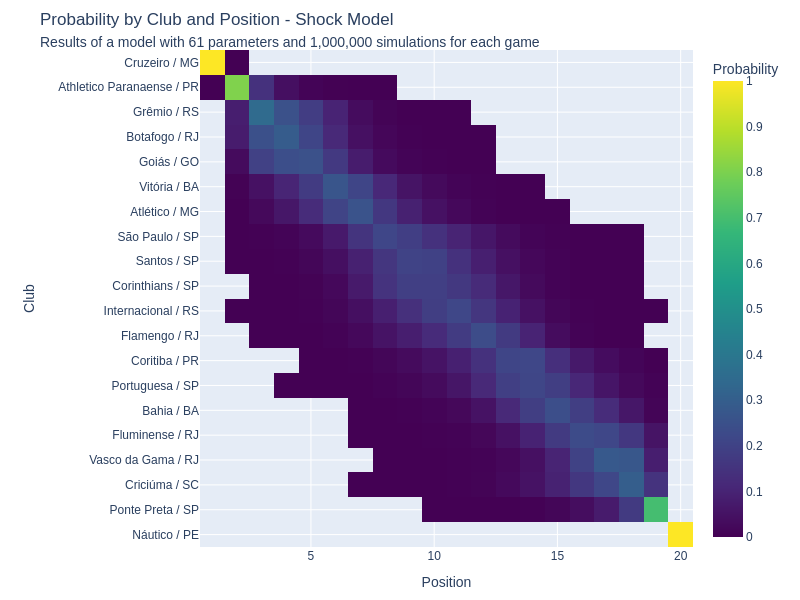 Probability by Club and Position - Shock Model
Results of a model with 61 parameters and 1,000,000 simulations for each game
Club
Cruzeiro / MG
Athletico Paranaense / PR
Grêmio / RS
Botafogo / RJ
Goiás / GO
Vitória / BA
Atlético / MG
São Paulo / SP
Santos / SP
Corinthians / SP
Internacional / RS
Flamengo / RJ
Coritiba / PR
Portuguesa / SP
Bahia / BA
Fluminense / RJ
Vasco da Gama / RJ
Criciúma / SC
Ponte Preta / SP
Náutico / PE
5
10
15
20
Position
Probability
1
0.9
0.8
0.7
0.6
0.5
0.4
0.3
0.2
0.1
0